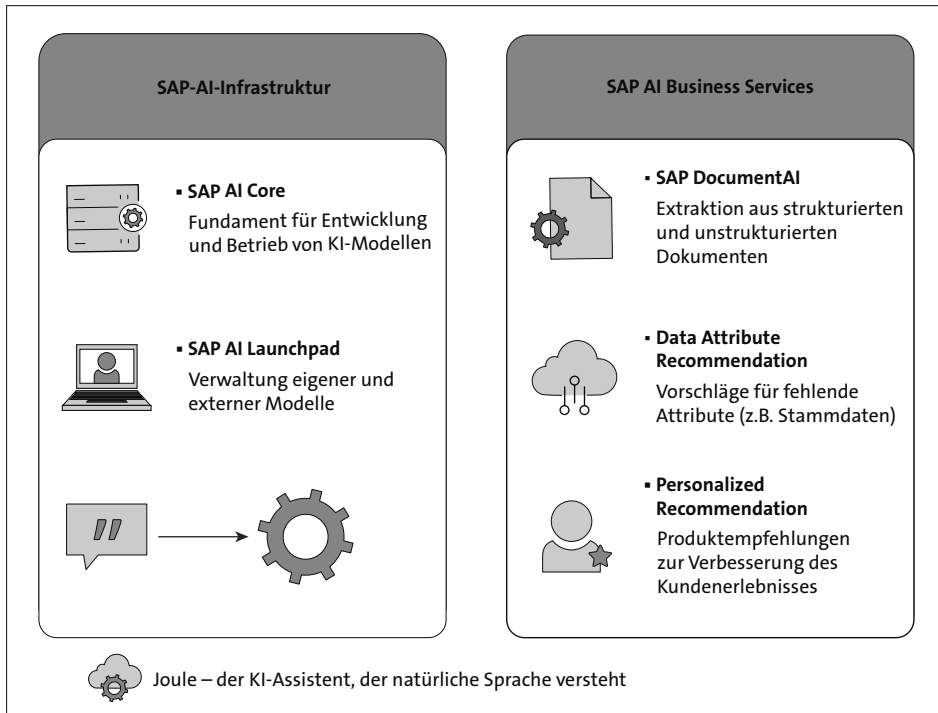 SAP-AI-Infrastruktur
▪ SAP AI Core
Fundament für Entwicklung
und Betrieb von KI-Modellen
▪ SAP AI Launchpad
Verwaltung eigener und
externer Modelle
SAP AI Business Services
▪ SAP DocumentAI
Extraktion aus strukturierten
und unstrukturierten
Dokumenten
▪ Data Attribute
Recommendation
Vorschläge für fehlende
Attribute (z.B. Stammdaten)
▪ Personalized
Recommendation
Produktempfehlungen
zur Verbesserung des
Kundenerlebnisses
Joule – der KI-Assistent, der natürliche Sprache versteht